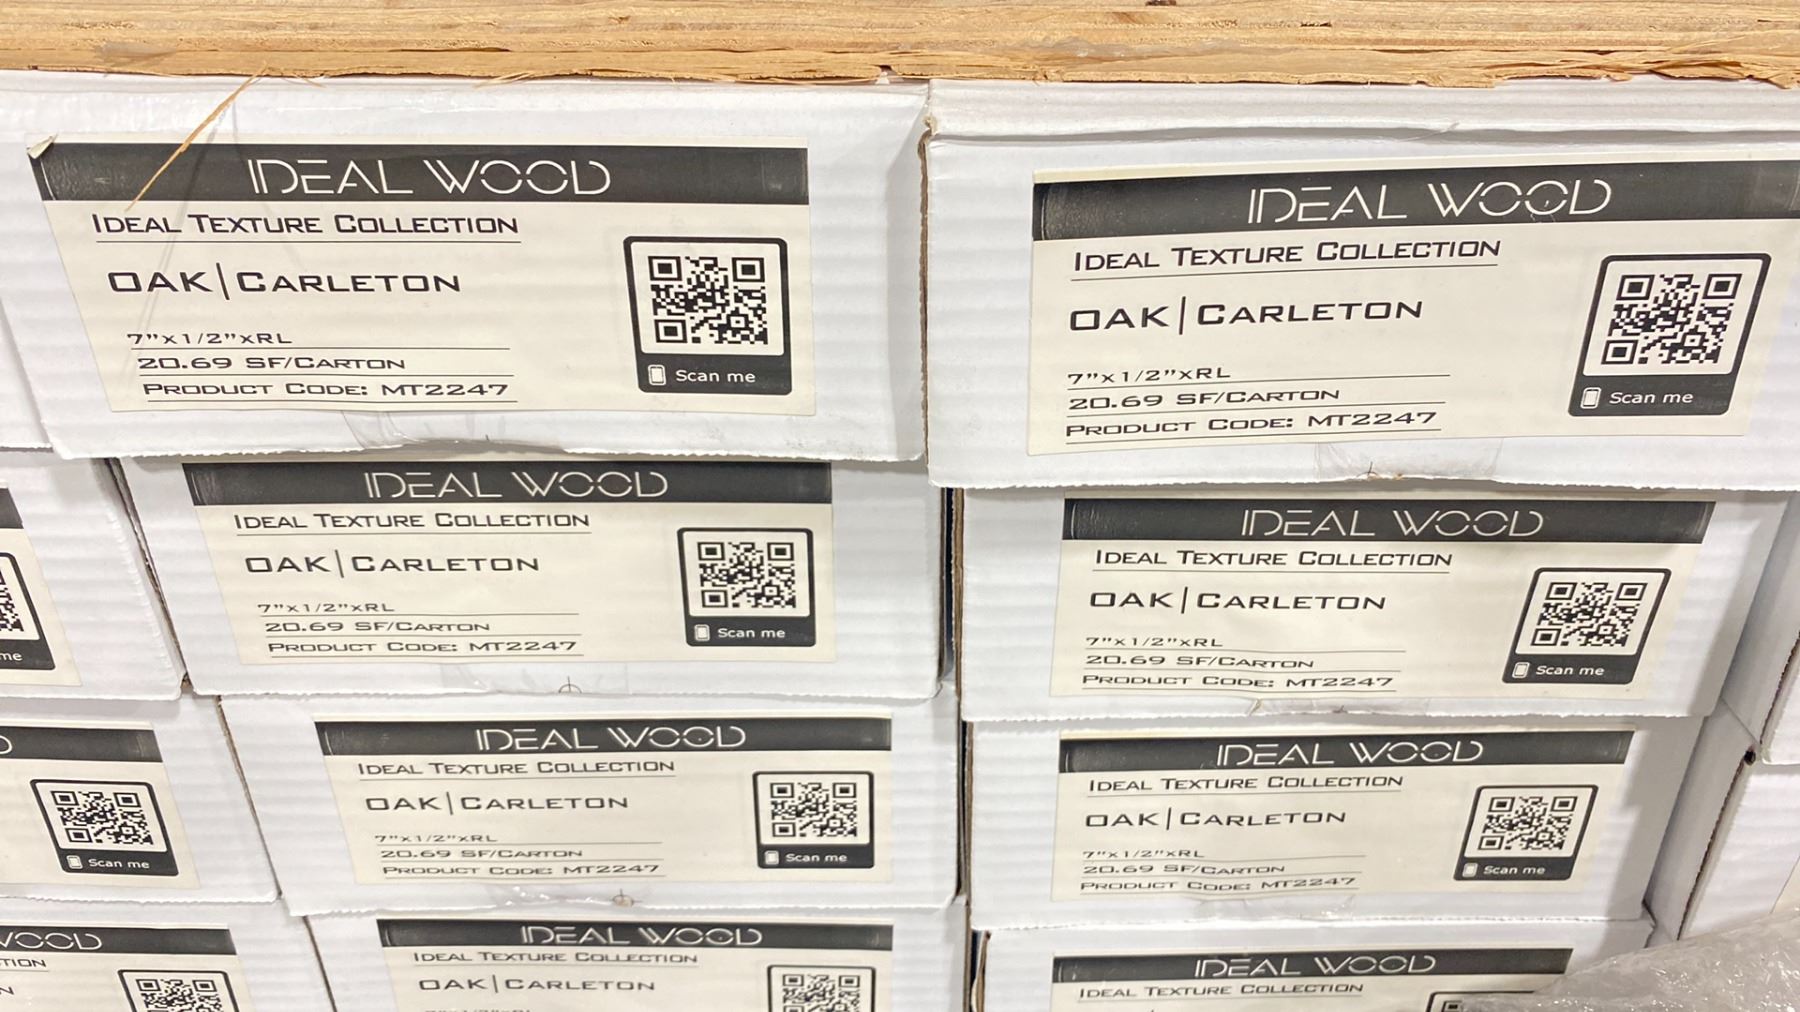 IDEAL WOOD
IDEAL TEXTURE COLLECTION
OAK|CARLETON
7"x1/2"xRL
20.69 SF/CARTON
PRODUCT CODE: MT2247
Scan me
IDEAL WOOD
IDEAL TEXTURE COLLECTION
OAK|CARLETON
7"x1/2"xRL
20.69 SF/CARTON
PRODUCT CODE: MT2247
Scan me
me
IDEAL WOOD
IDEAL TEXTURE COLLECTION
OAK|CARLETON
7"x1/2"xRL
20.69 SF/CARTON
PRODUCT CODE: MT2247
Scan me
IDEAL WOOD
IDEAL TEXTURE COLLECTION
OAK|CARLETON
7"x1/2"xRL
20.69 SF/CARTON
PRODUCT CODE: MT2247
Scan me
Scan me
IDEAL WOOD
IDEAL TEXTURE COLLECTION
OAK|CARLETON
7"x1/2"xRL
20.69 SF/CARTON
PRODUCT CODE: MT2247
Scan me
IDEAL WOOD
IDEAL TEXTURE COLLECTION
OAK|CARLETON
7"x1/2"xRL
20.69 SF/CARTON
PRODUCT CODE: MT2247
Scan me
WOOD
TION
N
IDEAL WOOD
IDEAL TEXTURE COLLECTION
OAK|CARLETON
IDEAL WOOD
IDEAL TEXTURE COLLECTION